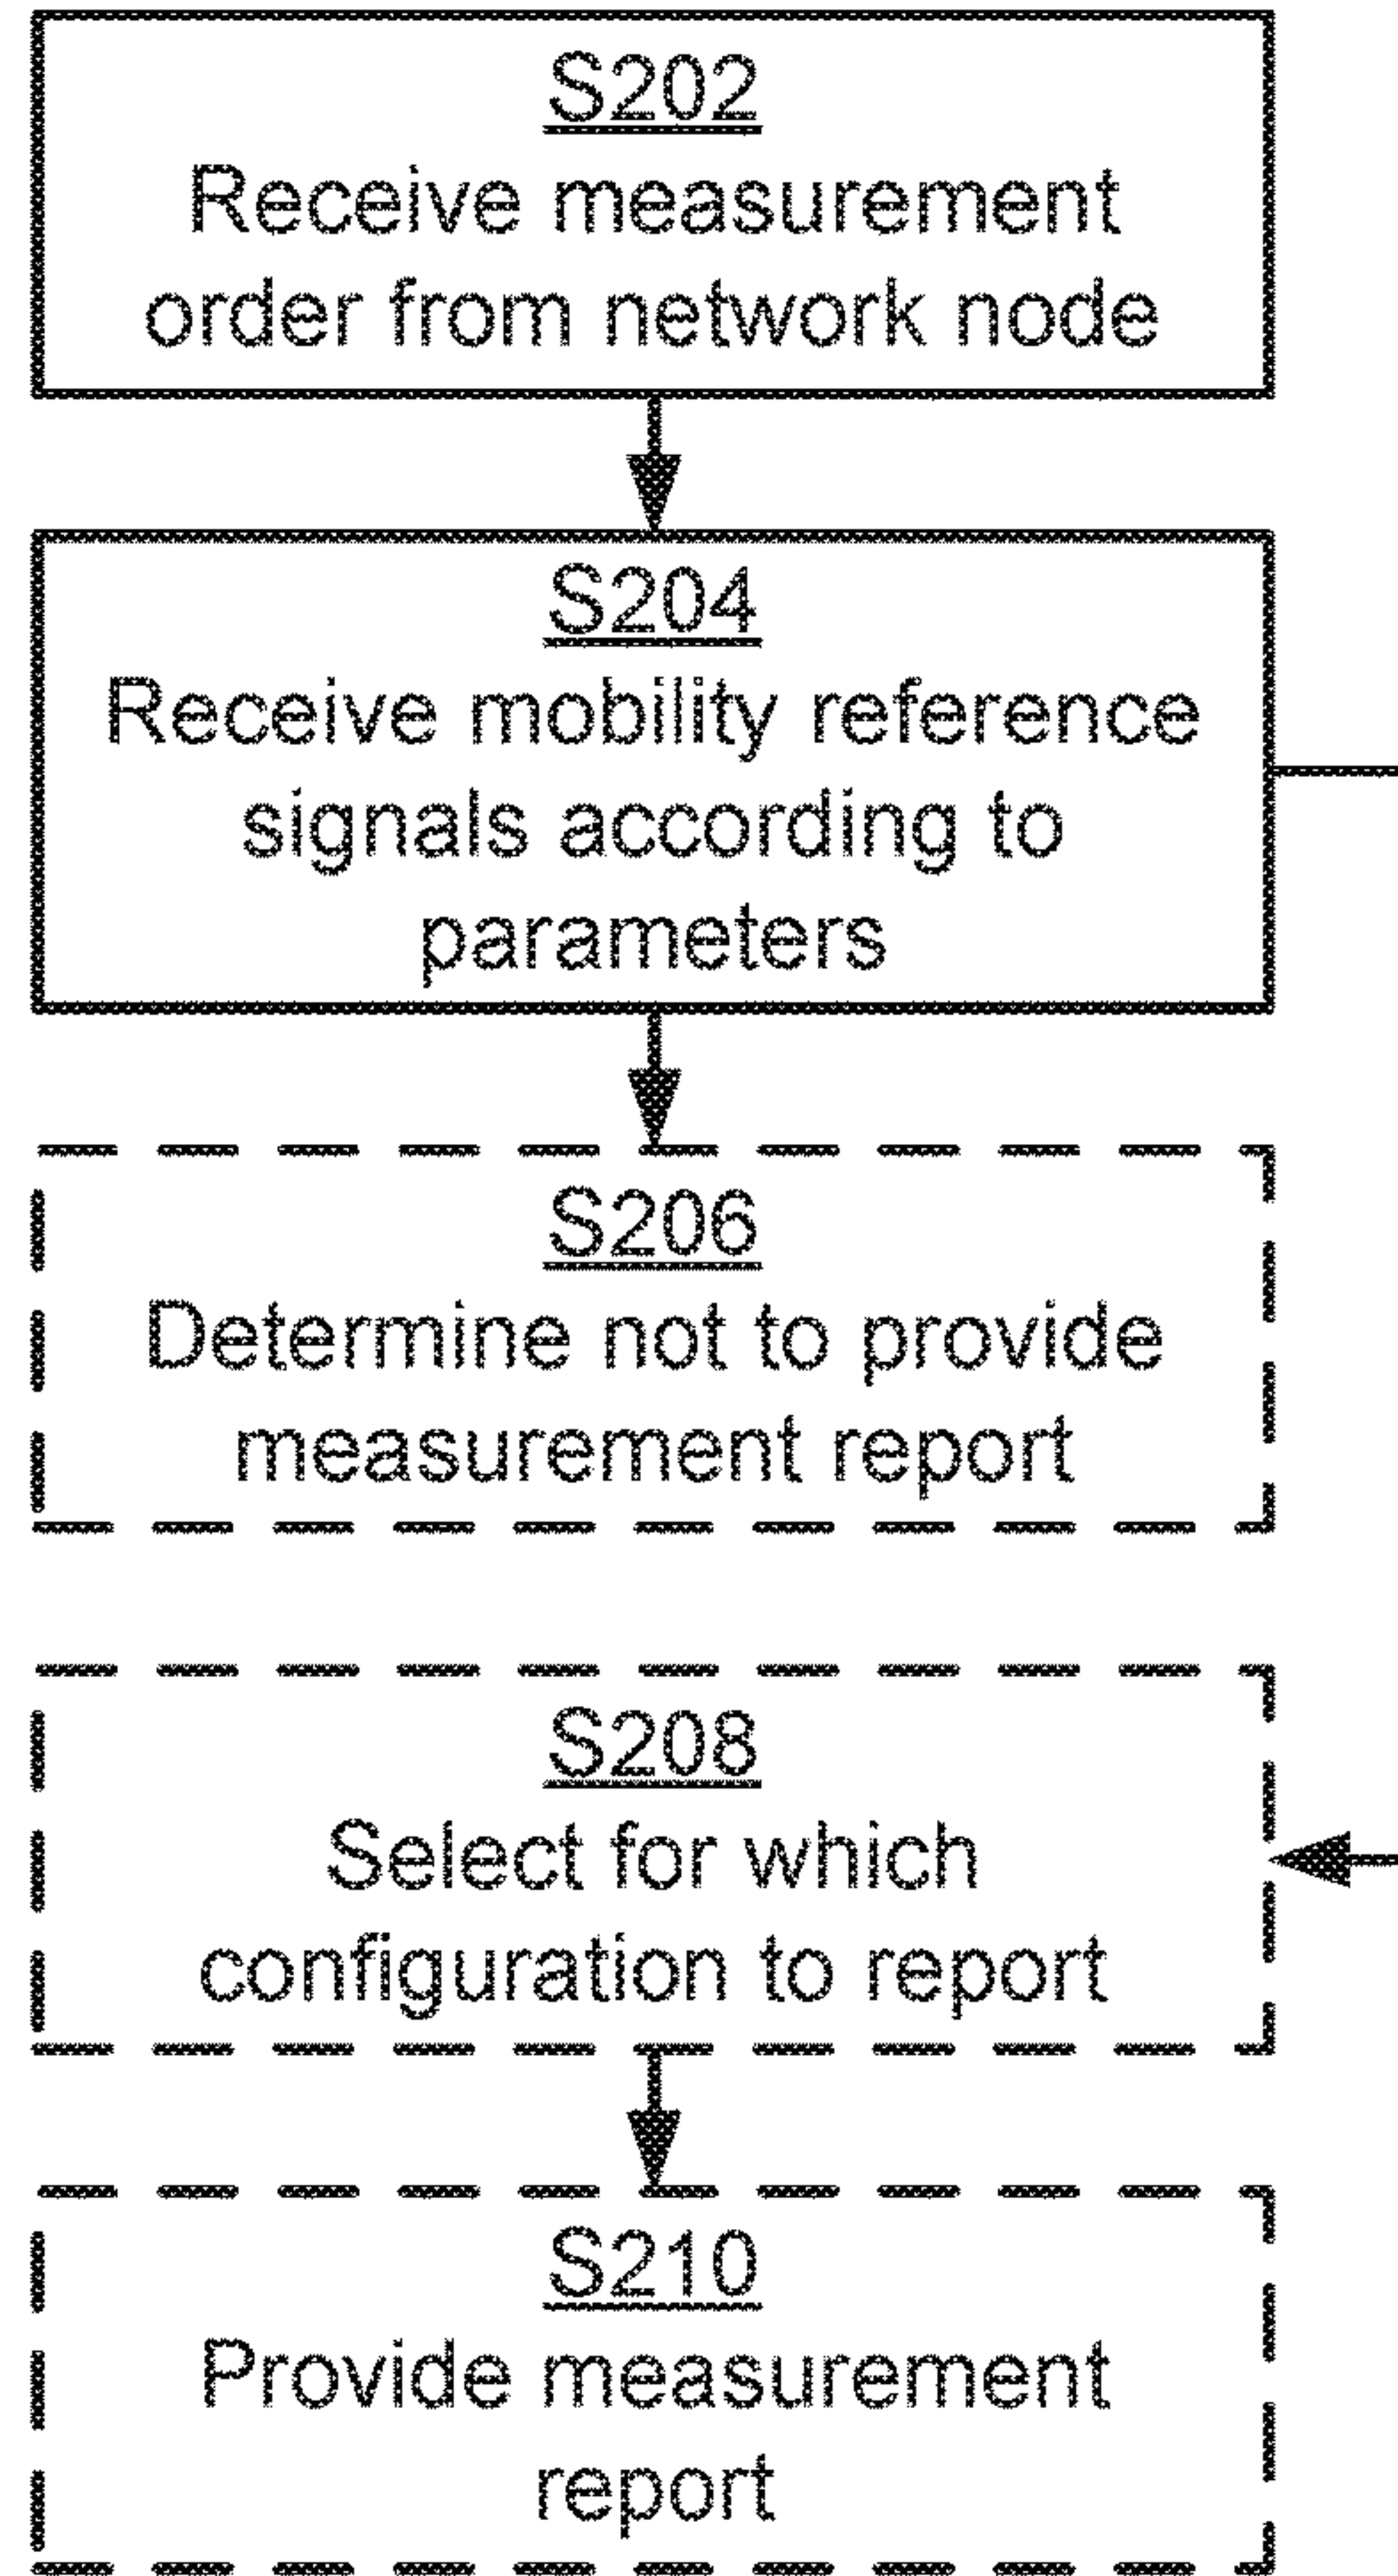 S202
Receive measurement
order from network node
S204
Receive mobility reference
signals according to
parameters
S206
Determine not to provide
measurement report
S208
Select for which
configuration to report
S210
Provide measurement
report